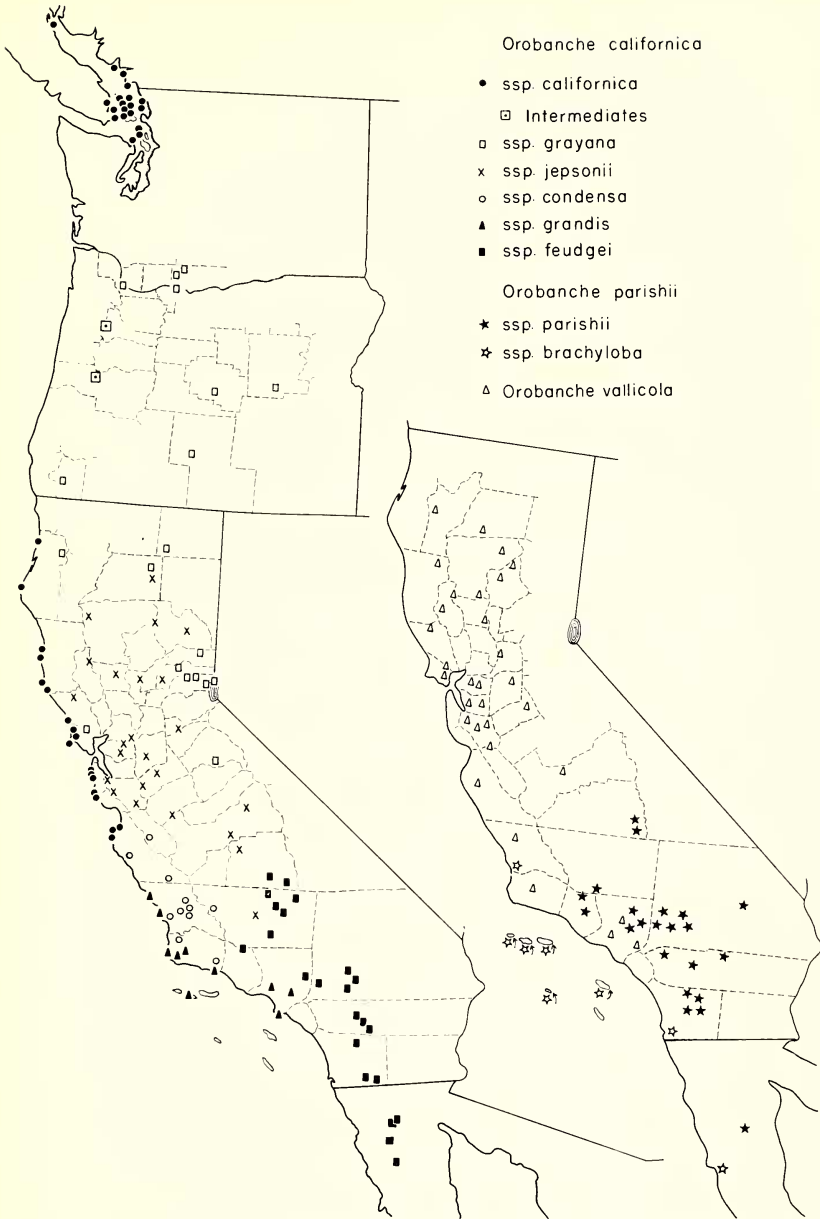 Orobanche californica
ssp. californica
Intermediates
ssp. grayana
ssp. jepsonii
ssp. condensa
ssp. grandis
ssp. feudgei
Orobanche parishii
ssp. parishii
ssp. brachyloba
Orobanche vallicola